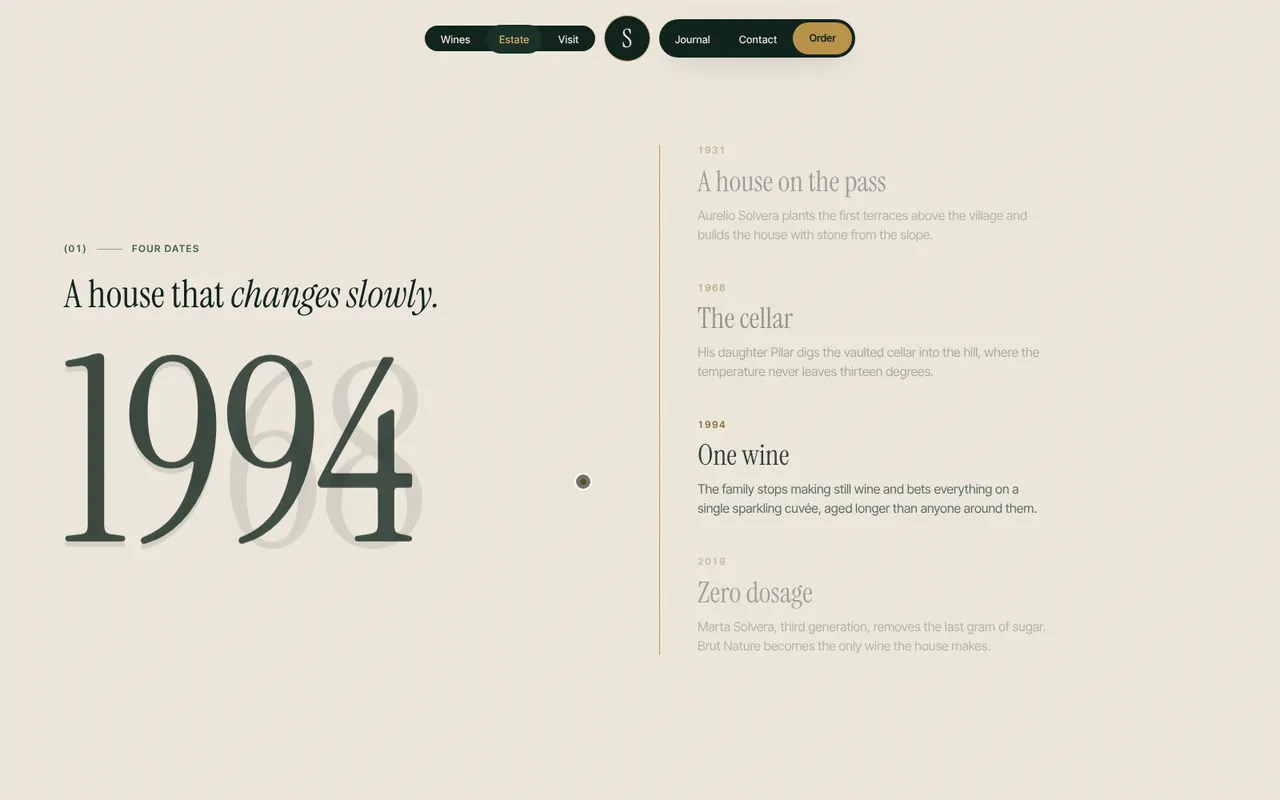 Wines Estate Visit S Journal Contact Order
(01) FOUR DATES
A house that changes slowly.
1994
68
1931
A house on the pass
Aurelio Solvera plants the first terraces above the village and
builds the house with stone from the slope.
1968
The cellar
His daughter Pilar digs the vaulted cellar into the hill, where the
temperature never leaves thirteen degrees.
1994
One wine
The family stops making still wine and bets everything on a
single sparkling cuvée, aged longer than anyone around them.
2019
Zero dosage
Marta Solvera, third generation, removes the last gram of sugar.
Brut Nature becomes the only wine the house makes.